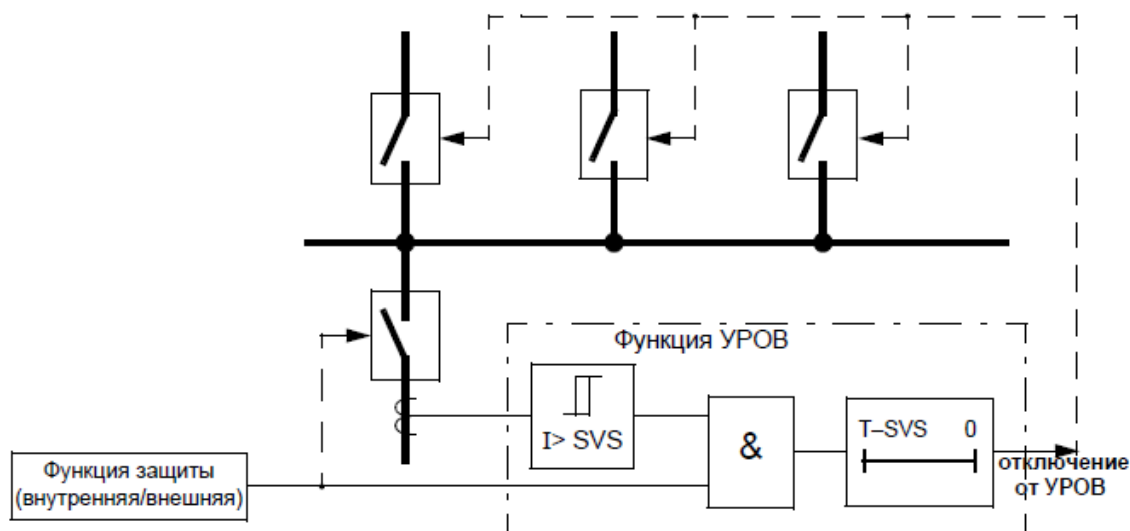 Функция УРОВ
I> SVS
&
T–SVS 0
отключение
от УРОВ
Функция защиты
(внутренняя/внешняя)